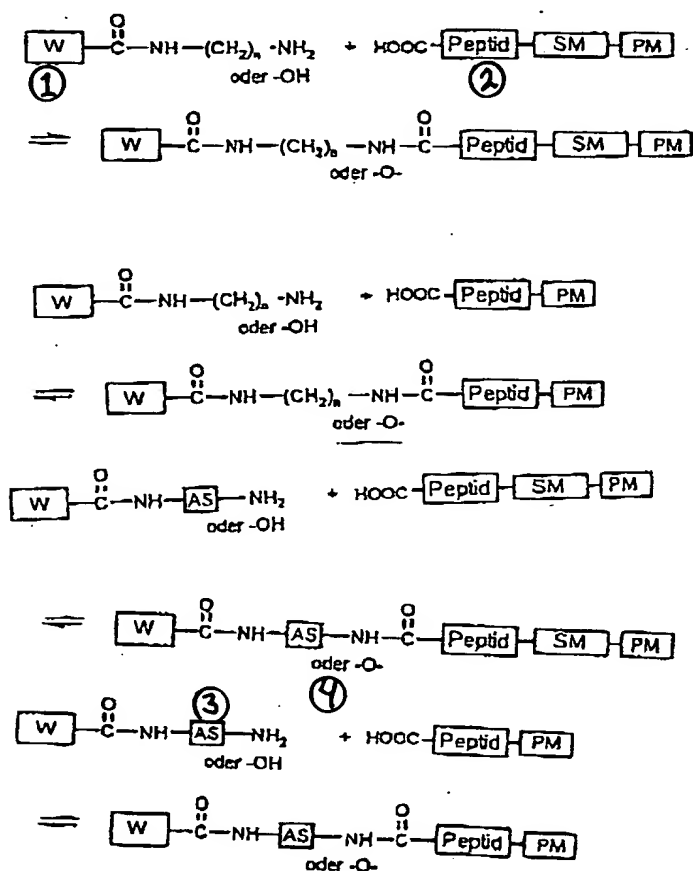 O
W -C-NH-(CH2)n-NH2 + HOOC-Peptid-SM-PM
oder -OH
① ②
O O
⇌ W -C-NH-(CH2)n-NH-C-Peptid-SM-PM
oder -O-
O
W -C-NH-(CH2)n-NH2 + HOOC-Peptid-PM
oder -OH
O O
⇌ W -C-NH-(CH2)n-NH-C-Peptid-PM
oder -O-
O
W -C-NH-AS-NH2 + HOOC-Peptid-SM-PM
oder -OH
O O
⇌ W -C-NH-AS-NH-C-Peptid-SM-PM
oder -O-
③ ④
O
W -C-NH-AS-NH2 + HOOC-Peptid-PM
oder -OH
O O
⇌ W -C-NH-AS-NH-C-Peptid-PM
oder -O-